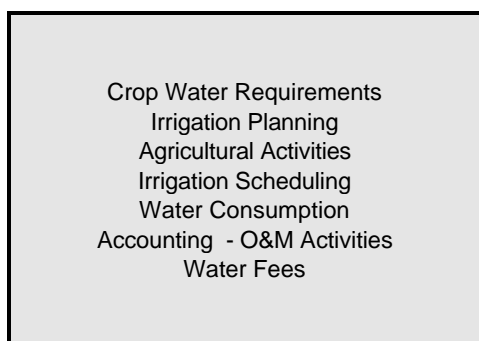 Crop Water Requirements
Irrigation Planning
Agricultural Activities
Irrigation Scheduling
Water Consumption
Accounting - O&M Activities
Water Fees